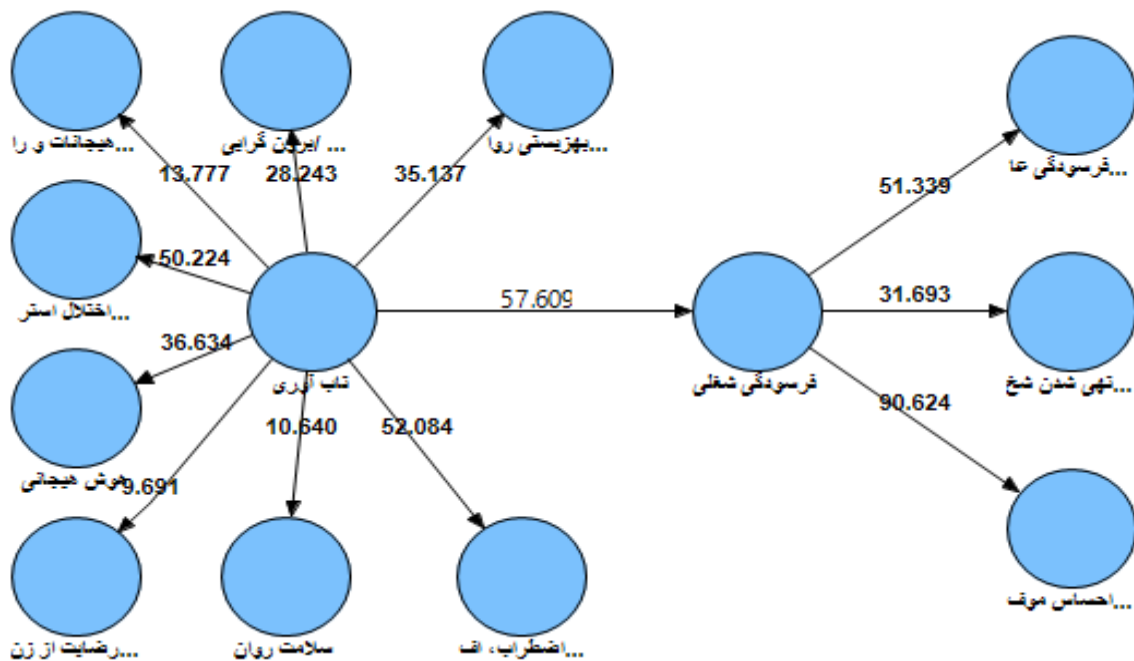 ...هیجانات و را
... /برون گرایی
...بهزیستی روا
...فرسودگی عا
13.777
28.243
35.137
51.339
50.224
...اختلال استر
57.609
31.693
36.634
تاب آوری
فرسودگی شغلی
...تهی شدن شخ
10.640
52.084
90.624
هوش هیجانی
9.691
...احساس موف
...رضایت از زن
سلامت روان
...اضطراب، اف